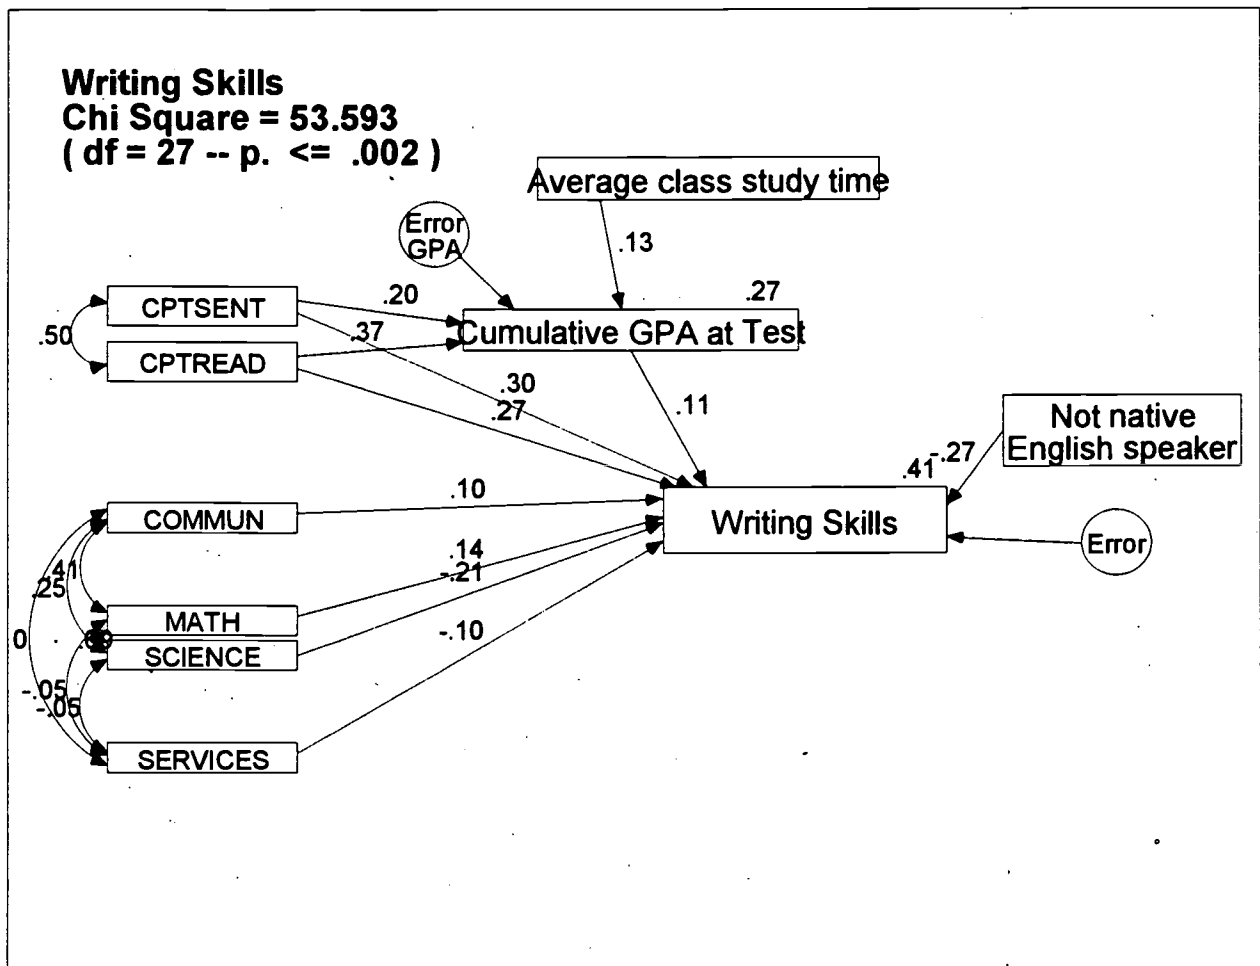 Writing Skills
Chi Square = 53.593
( df = 27 -- p. <= .002 )
Average class study time
Error
GPA
.13
CPTSENT
.20
.27
Cumulative GPA at Test
.50
.37
CPTREAD
.30
.27
.11
Not native
English speaker
-.27
.41
COMMUN
.10
Writing Skills
Error
.41
.25
.14
-.21
MATH
0
SCIENCE
-.10
-.05
-.05
SERVICES